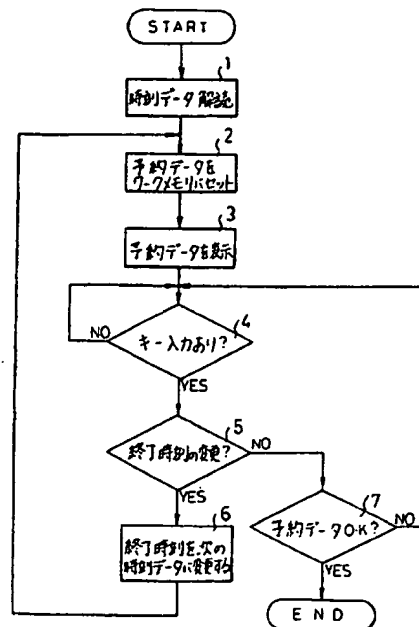 START
1
時刻データ解読
2
予約データを
ワークメモリにセット
3
予約データを表示
4
キー入力あり?
NO
YES
5
終了時刻の変更?
NO
YES
6
終了時刻を、次の
時刻データに変更する
7
予約データO・K?
NO
YES
END